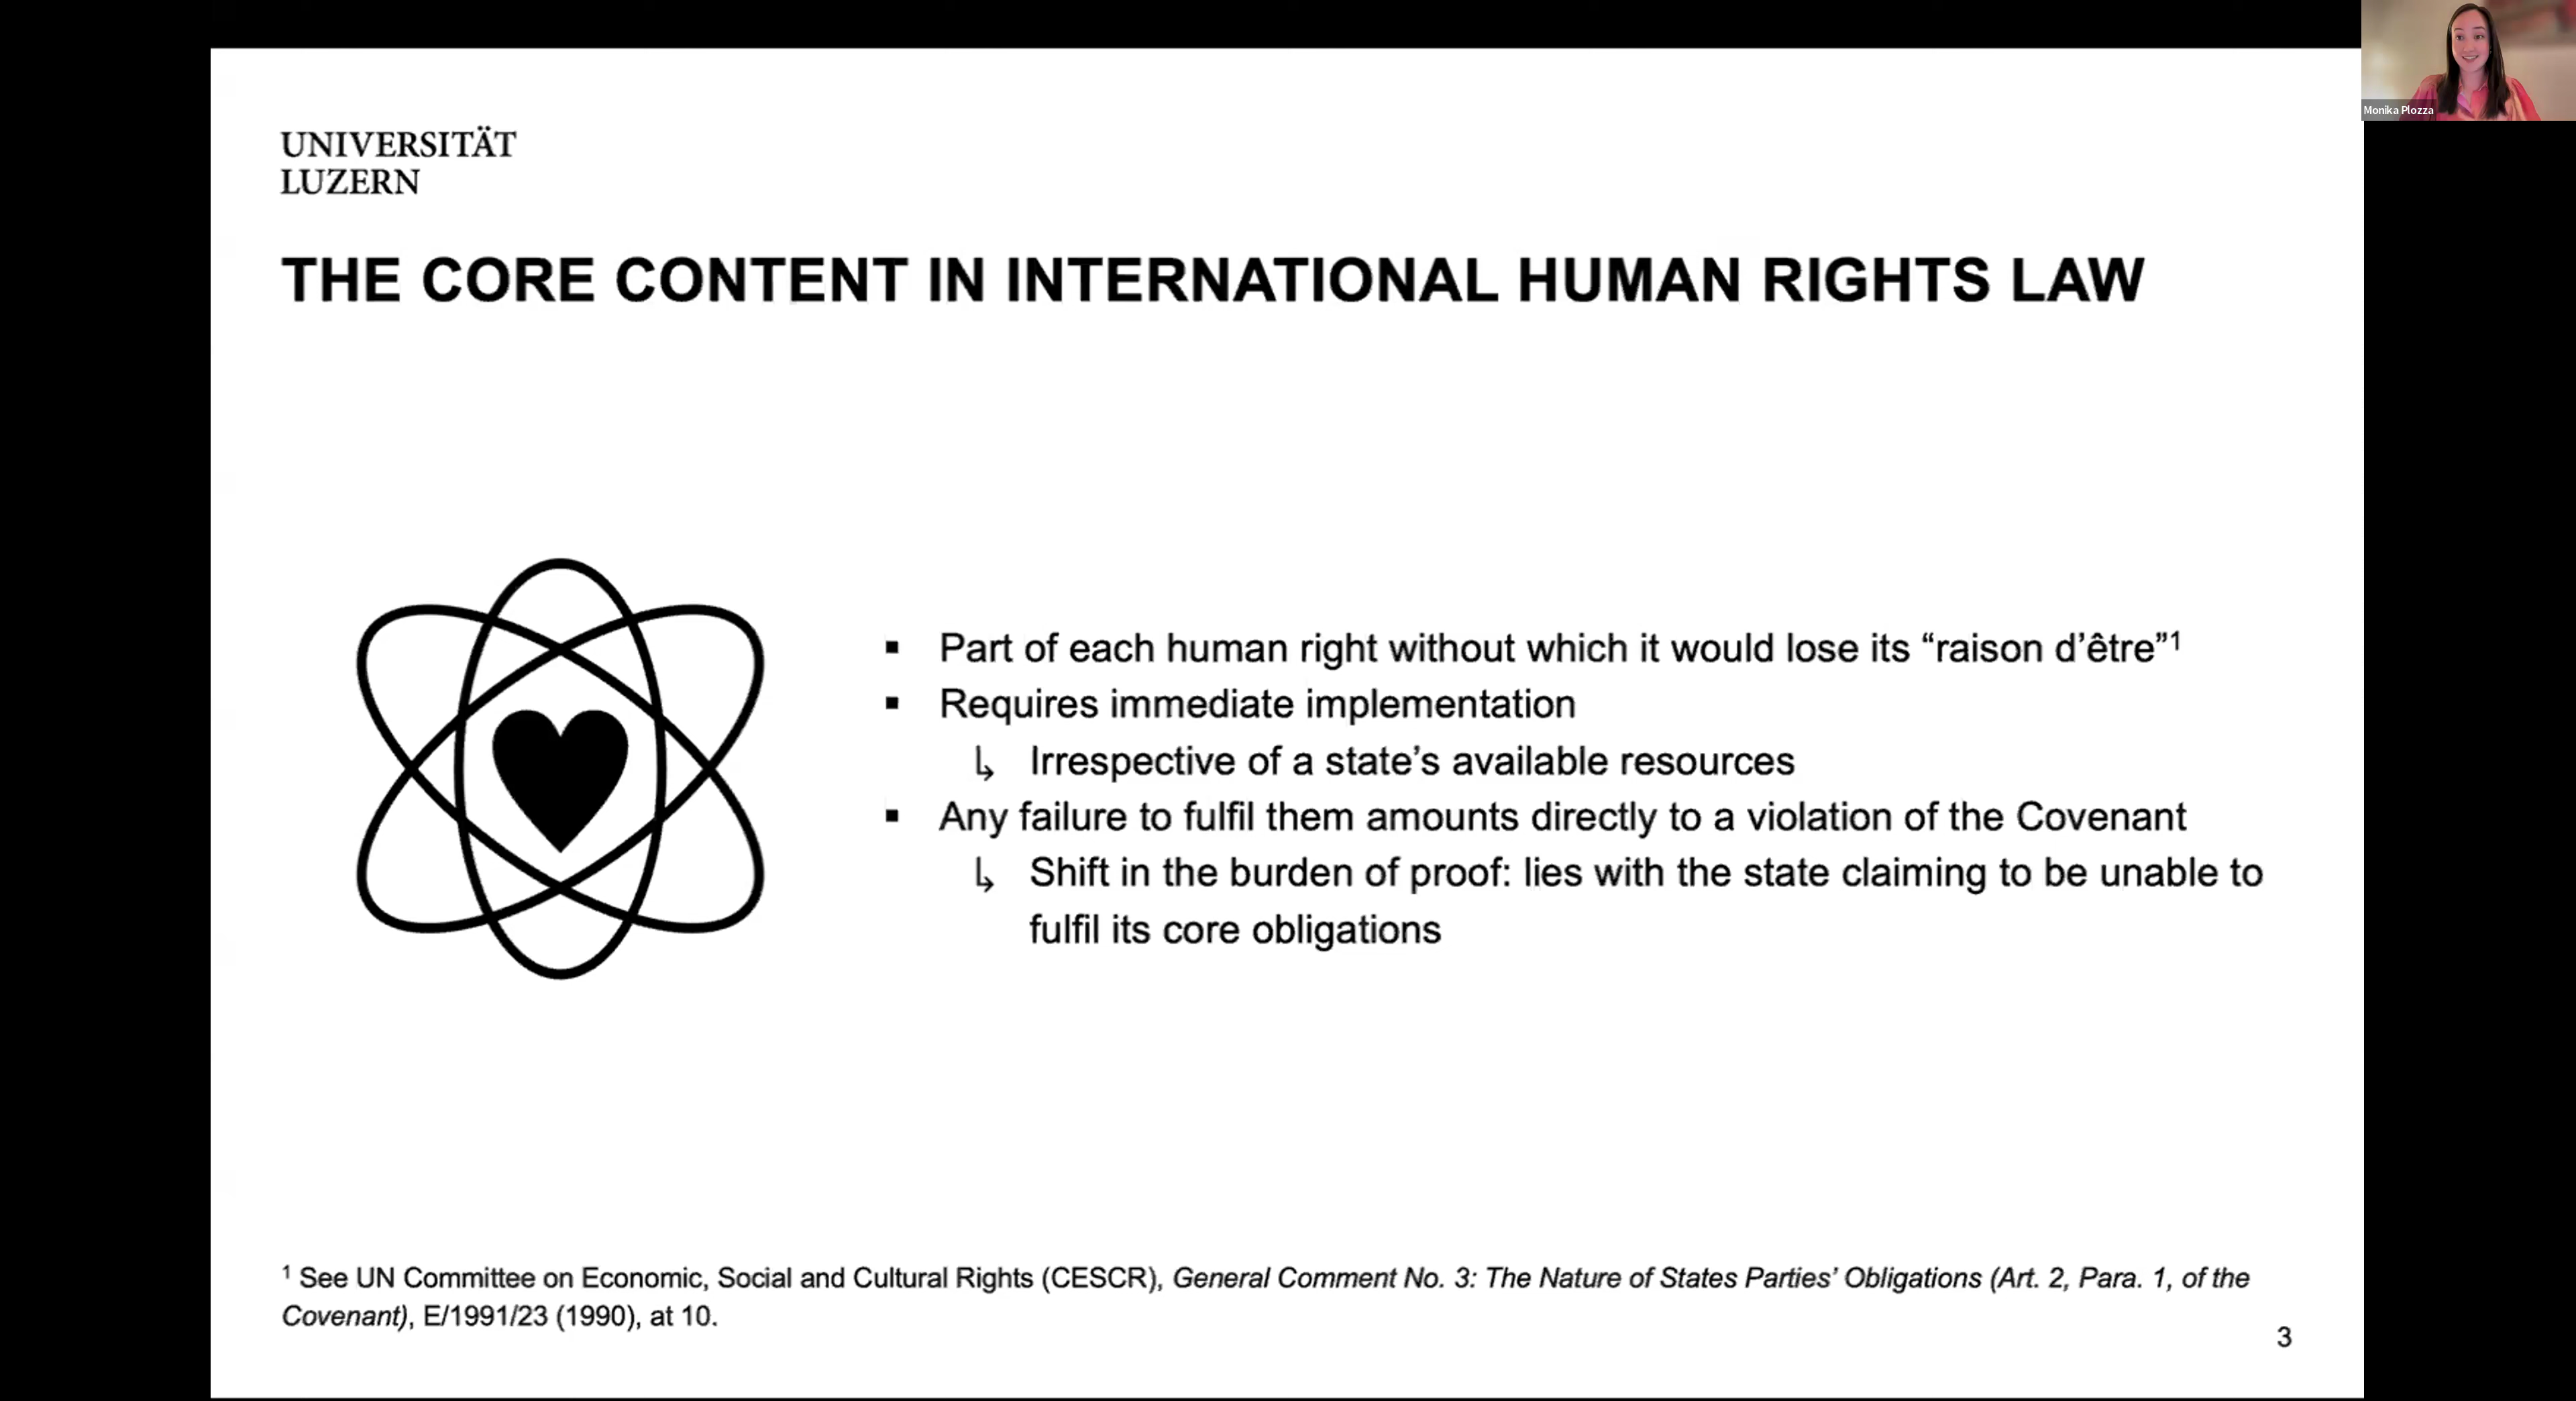 Monika Plozza
UNIVERSITÄT
LUZERN
THE CORE CONTENT IN INTERNATIONAL HUMAN RIGHTS LAW
▪ Part of each human right without which it would lose its “raison d’être”¹
▪ Requires immediate implementation
↳ Irrespective of a state’s available resources
▪ Any failure to fulfil them amounts directly to a violation of the Covenant
↳ Shift in the burden of proof: lies with the state claiming to be unable to
fulfil its core obligations
¹ See UN Committee on Economic, Social and Cultural Rights (CESCR), General Comment No. 3: The Nature of States Parties’ Obligations (Art. 2, Para. 1, of the
Covenant), E/1991/23 (1990), at 10.
3